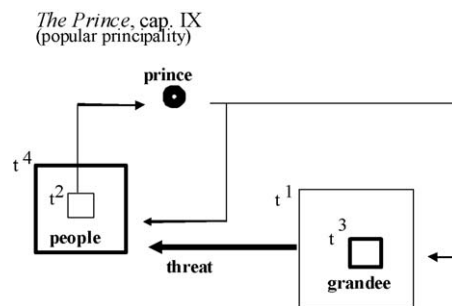 The Prince, cap. IX
(popular principality)
prince
t4
t2
people
threat
t1
t3
grandee